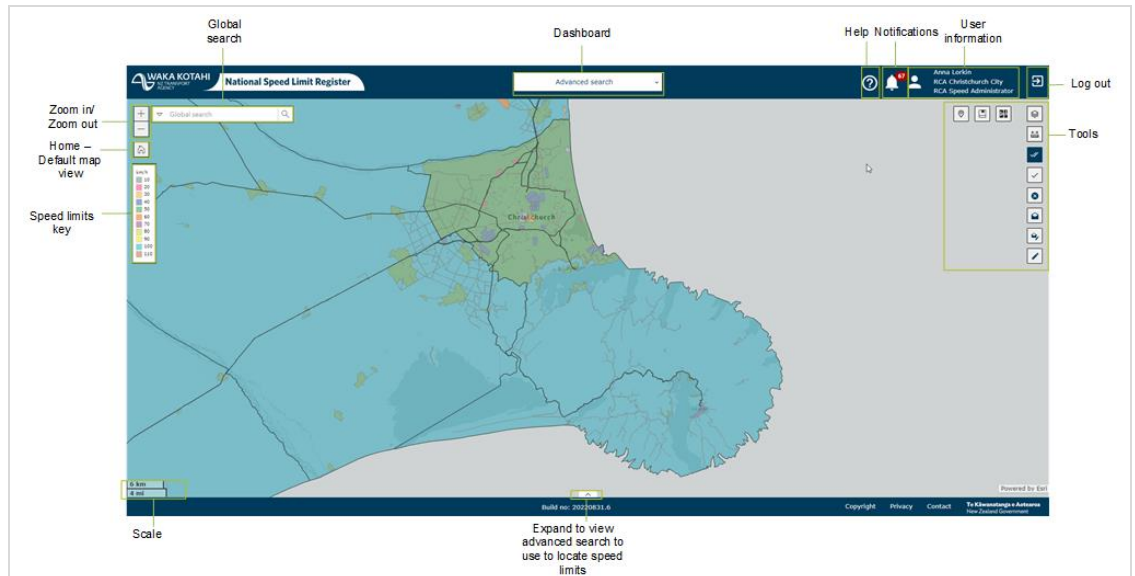 Global
search
Dashboard
Help
Notifications
User
information
WAKA KOTAHI
NZ TRANSPORT
AGENCY
National Speed Limit Register
Advanced search
67
Anna Lorkin
RCA Christchurch City
RCA Speed Administrator
Log out
Zoom in/
Zoom out
Global search
Tools
Home –
Default map
view
Speed limits
key
km/h
10
20
30
40
50
60
70
80
90
100
110
Christchurch
6 km
4 mi
Powered by Esri
Build no: 20220831.6
Copyright
Privacy
Contact
Te Kāwanatanga o Aotearoa
New Zealand Government
Scale
Expand to view
advanced search to
use to locate speed
limits